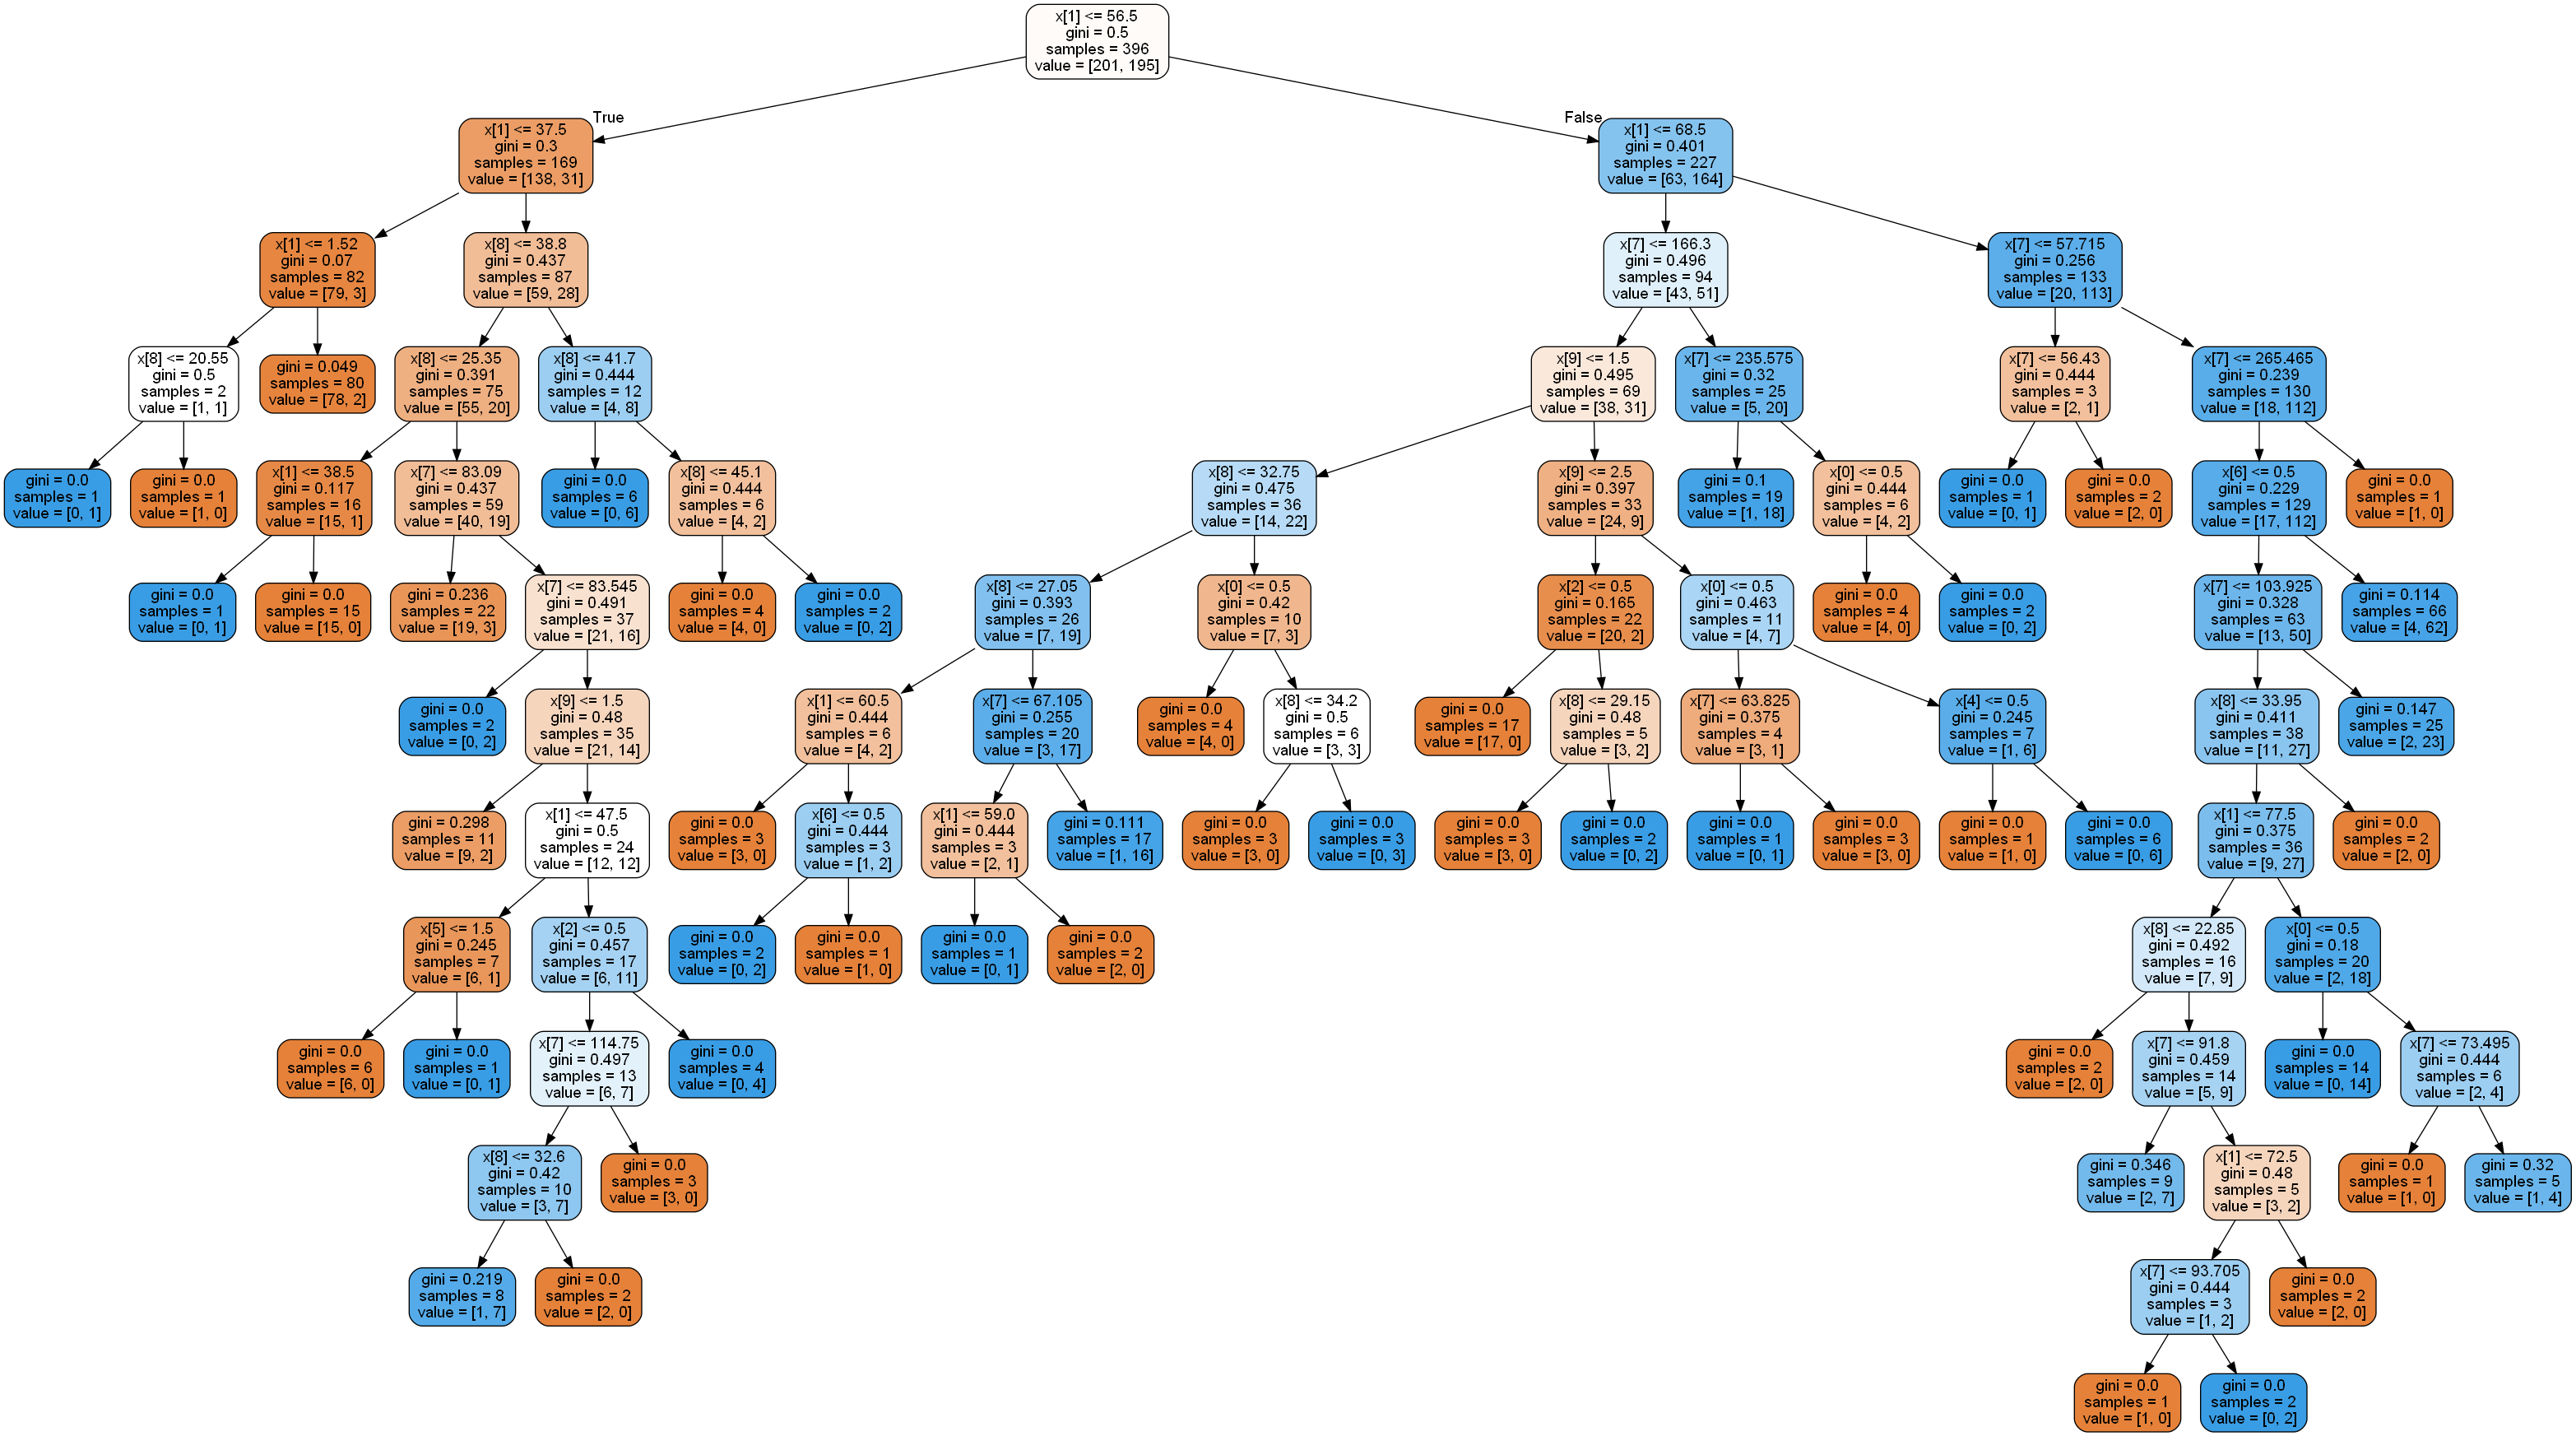 x[1] <= 56.5
gini = 0.5
samples = 396
value = [201, 195]
True
False
x[1] <= 37.5
gini = 0.3
samples = 169
value = [138, 31]
x[1] <= 68.5
gini = 0.401
samples = 227
value = [63, 164]
x[1] <= 1.52
gini = 0.07
samples = 82
value = [79, 3]
x[8] <= 38.8
gini = 0.437
samples = 87
value = [59, 28]
x[7] <= 166.3
gini = 0.496
samples = 94
value = [43, 51]
x[7] <= 57.715
gini = 0.256
samples = 133
value = [20, 113]
x[8] <= 20.55
gini = 0.5
samples = 2
value = [1, 1]
gini = 0.049
samples = 80
value = [78, 2]
x[8] <= 25.35
gini = 0.391
samples = 75
value = [55, 20]
x[8] <= 41.7
gini = 0.444
samples = 12
value = [4, 8]
x[9] <= 1.5
gini = 0.495
samples = 69
value = [38, 31]
x[7] <= 235.575
gini = 0.32
samples = 25
value = [5, 20]
x[7] <= 56.43
gini = 0.444
samples = 3
value = [2, 1]
x[7] <= 265.465
gini = 0.239
samples = 130
value = [18, 112]
gini = 0.0
samples = 1
value = [0, 1]
gini = 0.0
samples = 1
value = [1, 0]
x[1] <= 38.5
gini = 0.117
samples = 16
value = [15, 1]
x[7] <= 83.09
gini = 0.437
samples = 59
value = [40, 19]
gini = 0.0
samples = 6
value = [0, 6]
x[8] <= 45.1
gini = 0.444
samples = 6
value = [4, 2]
x[8] <= 32.75
gini = 0.475
samples = 36
value = [14, 22]
x[9] <= 2.5
gini = 0.397
samples = 33
value = [24, 9]
gini = 0.1
samples = 19
value = [1, 18]
x[0] <= 0.5
gini = 0.444
samples = 6
value = [4, 2]
gini = 0.0
samples = 1
value = [0, 1]
gini = 0.0
samples = 2
value = [2, 0]
x[6] <= 0.5
gini = 0.229
samples = 129
value = [17, 112]
gini = 0.0
samples = 1
value = [1, 0]
gini = 0.0
samples = 1
value = [0, 1]
gini = 0.0
samples = 15
value = [15, 0]
gini = 0.236
samples = 22
value = [19, 3]
x[7] <= 83.545
gini = 0.491
samples = 37
value = [21, 16]
gini = 0.0
samples = 4
value = [4, 0]
gini = 0.0
samples = 2
value = [0, 2]
x[8] <= 27.05
gini = 0.393
samples = 26
value = [7, 19]
x[0] <= 0.5
gini = 0.42
samples = 10
value = [7, 3]
x[2] <= 0.5
gini = 0.165
samples = 22
value = [20, 2]
x[0] <= 0.5
gini = 0.463
samples = 11
value = [4, 7]
gini = 0.0
samples = 4
value = [4, 0]
gini = 0.0
samples = 2
value = [0, 2]
x[7] <= 103.925
gini = 0.328
samples = 63
value = [13, 50]
gini = 0.114
samples = 66
value = [4, 62]
gini = 0.0
samples = 2
value = [0, 2]
x[9] <= 1.5
gini = 0.48
samples = 35
value = [21, 14]
x[1] <= 60.5
gini = 0.444
samples = 6
value = [4, 2]
x[7] <= 67.105
gini = 0.255
samples = 20
value = [3, 17]
gini = 0.0
samples = 4
value = [4, 0]
x[8] <= 34.2
gini = 0.5
samples = 6
value = [3, 3]
gini = 0.0
samples = 17
value = [17, 0]
x[8] <= 29.15
gini = 0.48
samples = 5
value = [3, 2]
x[7] <= 63.825
gini = 0.375
samples = 4
value = [3, 1]
x[4] <= 0.5
gini = 0.245
samples = 7
value = [1, 6]
x[8] <= 33.95
gini = 0.411
samples = 38
value = [11, 27]
gini = 0.147
samples = 25
value = [2, 23]
gini = 0.298
samples = 11
value = [9, 2]
x[1] <= 47.5
gini = 0.5
samples = 24
value = [12, 12]
gini = 0.0
samples = 3
value = [3, 0]
x[6] <= 0.5
gini = 0.444
samples = 3
value = [1, 2]
x[1] <= 59.0
gini = 0.444
samples = 3
value = [2, 1]
gini = 0.111
samples = 17
value = [1, 16]
gini = 0.0
samples = 3
value = [3, 0]
gini = 0.0
samples = 3
value = [0, 3]
gini = 0.0
samples = 3
value = [3, 0]
gini = 0.0
samples = 2
value = [0, 2]
gini = 0.0
samples = 1
value = [0, 1]
gini = 0.0
samples = 3
value = [3, 0]
gini = 0.0
samples = 1
value = [1, 0]
gini = 0.0
samples = 6
value = [0, 6]
x[1] <= 77.5
gini = 0.375
samples = 36
value = [9, 27]
gini = 0.0
samples = 2
value = [2, 0]
x[5] <= 1.5
gini = 0.245
samples = 7
value = [6, 1]
x[2] <= 0.5
gini = 0.457
samples = 17
value = [6, 11]
gini = 0.0
samples = 2
value = [0, 2]
gini = 0.0
samples = 1
value = [1, 0]
gini = 0.0
samples = 1
value = [0, 1]
gini = 0.0
samples = 2
value = [2, 0]
x[8] <= 22.85
gini = 0.492
samples = 16
value = [7, 9]
x[0] <= 0.5
gini = 0.18
samples = 20
value = [2, 18]
gini = 0.0
samples = 6
value = [6, 0]
gini = 0.0
samples = 1
value = [0, 1]
x[7] <= 114.75
gini = 0.497
samples = 13
value = [6, 7]
gini = 0.0
samples = 4
value = [0, 4]
gini = 0.0
samples = 2
value = [2, 0]
x[7] <= 91.8
gini = 0.459
samples = 14
value = [5, 9]
gini = 0.0
samples = 14
value = [0, 14]
x[7] <= 73.495
gini = 0.444
samples = 6
value = [2, 4]
x[8] <= 32.6
gini = 0.42
samples = 10
value = [3, 7]
gini = 0.0
samples = 3
value = [3, 0]
gini = 0.346
samples = 9
value = [2, 7]
x[1] <= 72.5
gini = 0.48
samples = 5
value = [3, 2]
gini = 0.0
samples = 1
value = [1, 0]
gini = 0.32
samples = 5
value = [1, 4]
gini = 0.219
samples = 8
value = [1, 7]
gini = 0.0
samples = 2
value = [2, 0]
x[7] <= 93.705
gini = 0.444
samples = 3
value = [1, 2]
gini = 0.0
samples = 2
value = [2, 0]
gini = 0.0
samples = 1
value = [1, 0]
gini = 0.0
samples = 2
value = [0, 2]